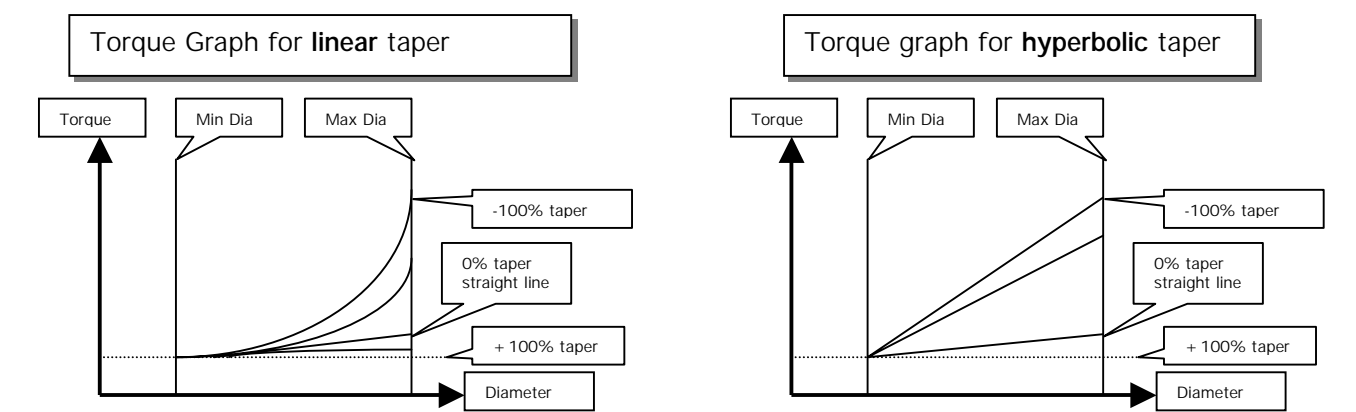 Torque Graph for linear taper
Torque
Min Dia
Max Dia
-100% taper
0% taper
straight line
+ 100% taper
Diameter
Torque graph for hyperbolic taper
Torque
Min Dia
Max Dia
-100% taper
0% taper
straight line
+ 100% taper
Diameter